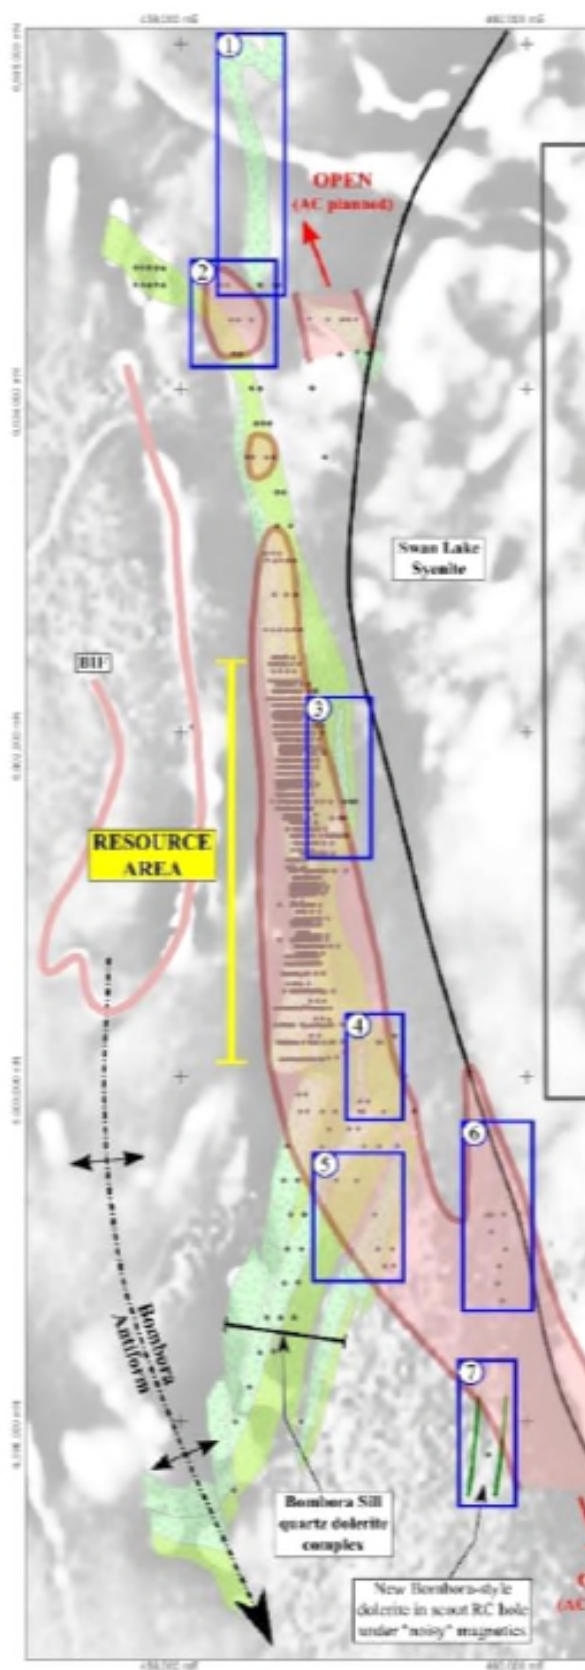 1
OPEN
(AC planned)
2
Swan Lake
Syenite
BIF
3
RESOURCE
AREA
4
6
5
Bombora
Antiform
7
Bombora Sill
quartz dolerite
complex
New Bombora-style
dolerite in scout RC hole
under "noisy" magnetics
(AC